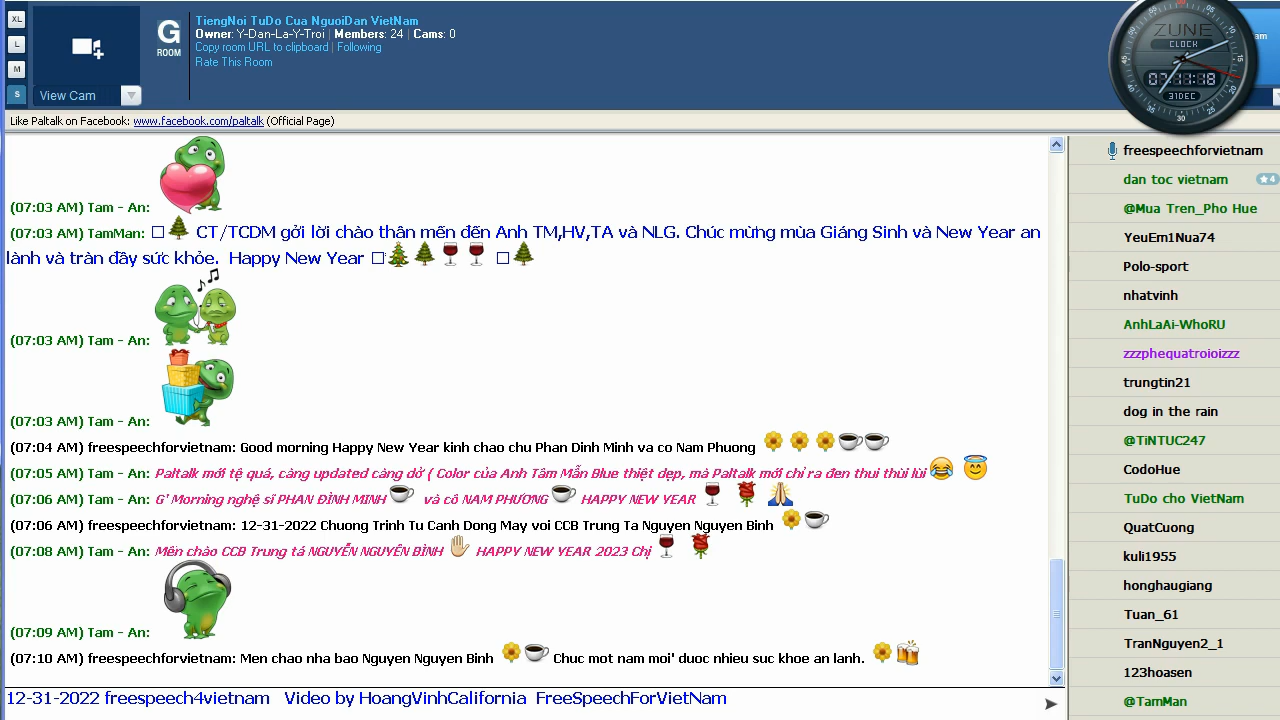 XL
L
M
S
View Cam
G
ROOM
TiengNoi TuDo Cua NguoiDan VietNam
Owner: Y-Dan-La-Y-Troi | Members: 24 | Cams: 0
Copy room URL to clipboard | Following
Rate This Room
ZUNE
CLOCK
07:11:18
31DEC
Like Paltalk on Facebook: www.facebook.com/paltalk (Official Page)
(07:03 AM) Tam - An:
(07:03 AM) TamMan: CT/TCDM gởi lời chào thân mến đến Anh TM,HV,TA và NLG. Chúc mừng mùa Giáng Sinh và New Year an
lành và tràn đầy sức khỏe. Happy New Year
(07:03 AM) Tam - An:
(07:03 AM) Tam - An:
(07:04 AM) freespeechforvietnam: Good morning Happy New Year kinh chao chu Phan Dinh Minh va co Nam Phuong
(07:05 AM) Tam - An: Paltalk mới tệ quá, càng updated càng dở ( Color của Anh Tâm Mẫn Blue thiệt đẹp, mà Paltalk mới chỉ ra đen thui thùi lùi
(07:06 AM) Tam - An: G' Morning nghệ sĩ PHAN ĐÌNH MINH và cô NAM PHƯƠNG HAPPY NEW YEAR
(07:06 AM) freespeechforvietnam: 12-31-2022 Chuong Trinh Tu Canh Dong May voi CCB Trung Ta Nguyen Nguyen Binh
(07:08 AM) Tam - An: Mến chào CCB Trung tá NGUYỄN NGUYÊN BÌNH HAPPY NEW YEAR 2023 Chị
(07:09 AM) Tam - An:
(07:10 AM) freespeechforvietnam: Men chao nha bao Nguyen Nguyen Binh Chuc mot nam moi' duoc nhieu suc khoe an lanh.
12-31-2022 freespeech4vietnam Video by HoangVinhCalifornia FreeSpeechForVietNam
freespeechforvietnam
dan toc vietnam
4
@Mua Tren_Pho Hue
YeuEm1Nua74
Polo-sport
nhatvinh
AnhLaAi-WhoRU
zzzphequatroioizzz
trungtin21
dog in the rain
@TiNTUC247
CodoHue
TuDo cho VietNam
QuatCuong
kuli1955
honghaugiang
Tuan_61
TranNguyen2_1
123hoasen
@TamMan